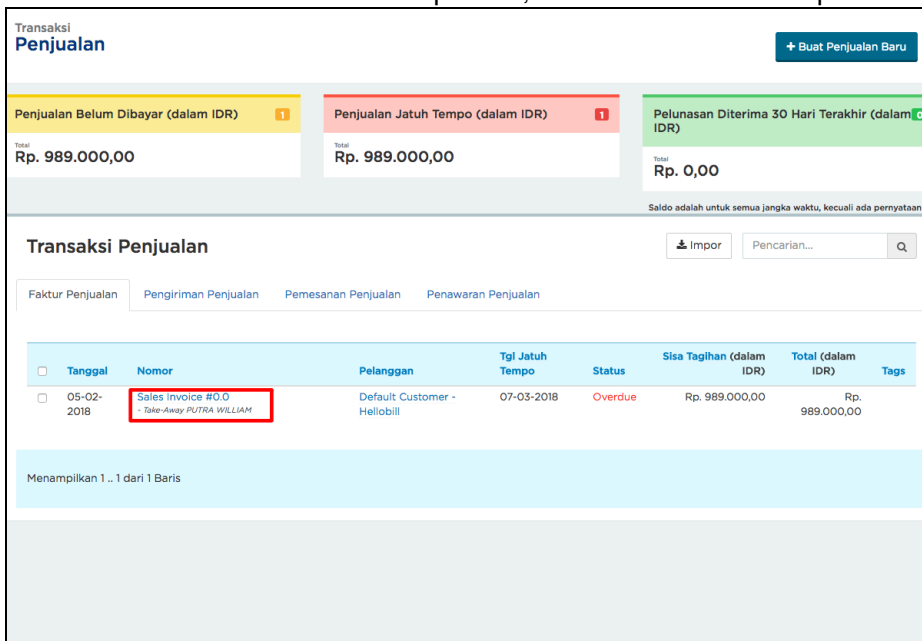 Transaksi
Penjualan
+ Buat Penjualan Baru
Penjualan Belum Dibayar (dalam IDR) 1
Total
Rp. 989.000,00
Penjualan Jatuh Tempo (dalam IDR) 1
Total
Rp. 989.000,00
Pelunasan Diterima 30 Hari Terakhir (dalam
IDR)
Total
Rp. 0,00
Saldo adalah untuk semua jangka waktu, kecuali ada pernyataan
Transaksi Penjualan
Impor
Pencarian...
Faktur Penjualan Pengiriman Penjualan Pemesanan Penjualan Penawaran Penjualan
Tanggal Nomor Pelanggan Tgl Jatuh Tempo Status Sisa Tagihan (dalam IDR) Total (dalam IDR) Tags
05-02-2018 Sales Invoice #0.0 Default Customer - Hellobill 07-03-2018 Overdue Rp. 989.000,00 Rp. 989.000,00
- Take-Away PUTRA WILLIAM
Menampilkan 1 .. 1 dari 1 Baris